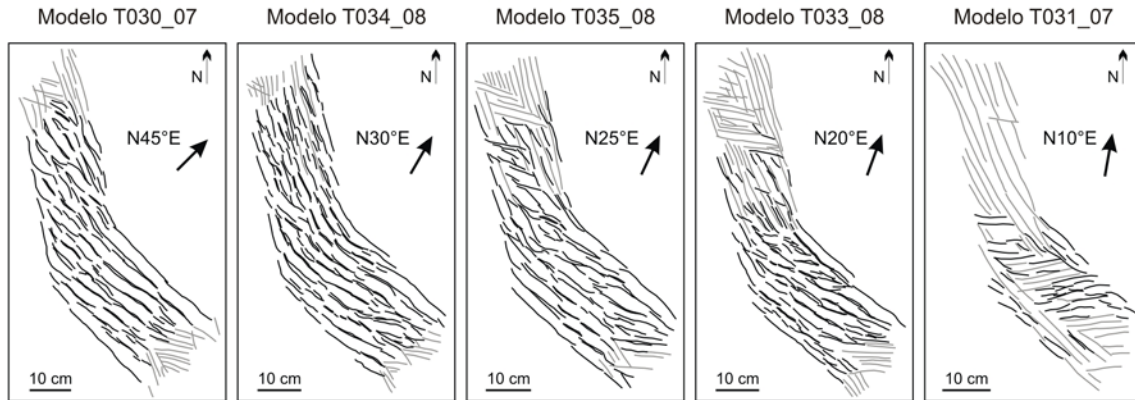 Modelo T030_07
Modelo T034_08
Modelo T035_08
Modelo T033_08
Modelo T031_07
N
N
N
N
N
N45°E
N30°E
N25°E
N20°E
N10°E
10 cm
10 cm
10 cm
10 cm
10 cm